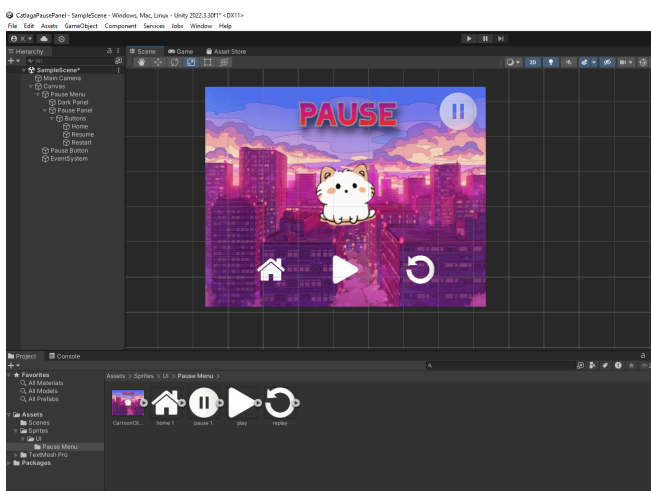 CatlagaPausePanel - SampleScene - Windows, Mac, Linux - Unity 2022.3.30f1* <DX11>
File Edit Assets GameObject Component Services Jobs Window Help
K
Hierarchy
Scene Game Asset Store
All
2D
SampleScene*
Main Camera
Canvas
Pause Menu
Dark Panel
Pause Panel
Buttons
Home
Resume
Restart
Pause Button
EventSystem
PAUSE
Project Console
Favorites
All Materials
All Models
All Prefabs
Assets
Scenes
Sprites
UI
Pause Menu
TextMesh Pro
Packages
Assets > Sprites > UI > Pause Menu >
CartoonCit... home 1 pause 1 play replay